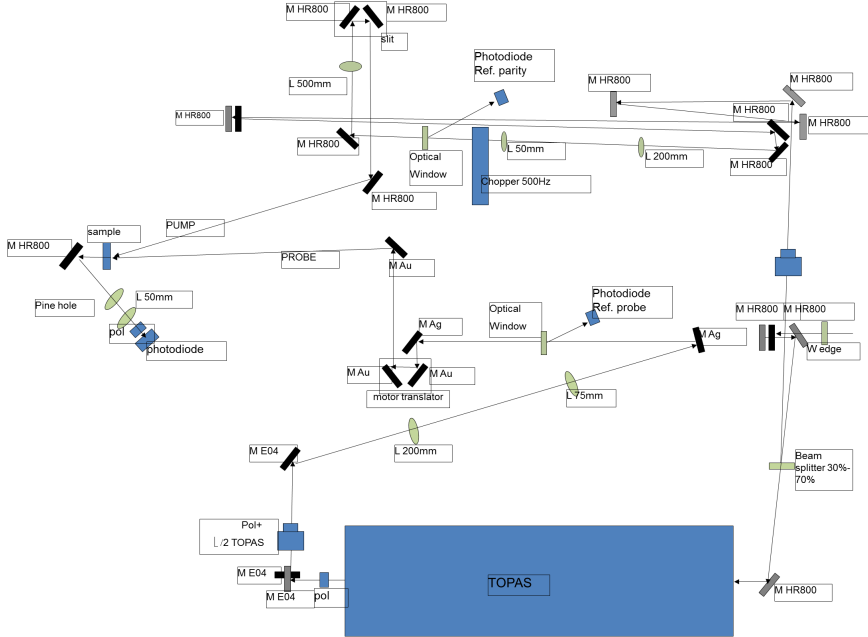 M HR800
M HR800
slit
Photodiode
Ref. parity
L 500mm
M HR800
M HR800
M HR800
M HR800
M HR800
M HR800
L 50mm
L 200mm
M HR800
Optical
Window
Chopper 500Hz
M HR800
PUMP
sample
M HR800
PROBE
M Au
Pine hole
L 50mm
pol
photodiode
Photodiode
Ref. probe
Optical
Window
M Ag
M Ag
M HR800
M HR800
W edge
M Au
M Au
motor translator
L 75mm
L 200mm
M E04
Beam
splitter 30%-
70%
Pol+
/2 TOPAS
M E04
M E04
pol
TOPAS
M HR800